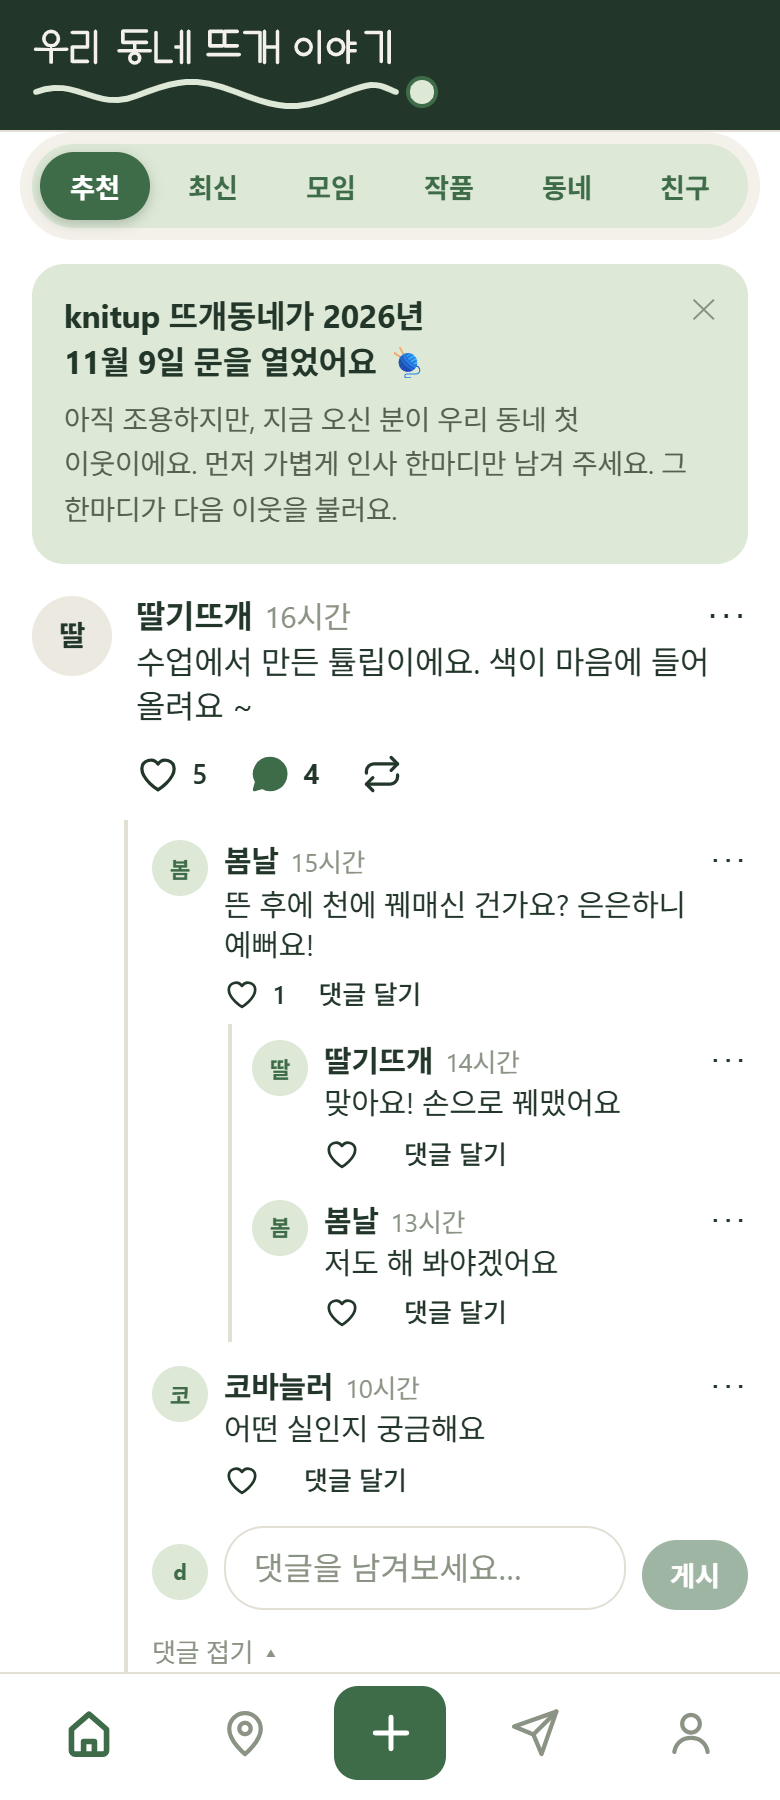 우리 동네 뜨개 이야기
추천 최신 모임 작품 동네 친구
knitup 뜨개동네가 2026년
11월 9일 문을 열었어요 🧶
아직 조용하지만, 지금 오신 분이 우리 동네 첫
이웃이에요. 먼저 가볍게 인사 한마디만 남겨 주세요. 그
한마디가 다음 이웃을 불러요.
딸
딸기뜨개 16시간
수업에서 만든 튤립이에요. 색이 마음에 들어
올려요 ~
5 4
봄
봄날 15시간
뜬 후에 천에 꿰매신 건가요? 은은하니
예뻐요!
1 댓글 달기
딸
딸기뜨개 14시간
맞아요! 손으로 꿰맸어요
댓글 달기
봄
봄날 13시간
저도 해 봐야겠어요
댓글 달기
코
코바늘러 10시간
어떤 실인지 궁금해요
댓글 달기
d
댓글을 남겨보세요...
게시
댓글 접기 ▲